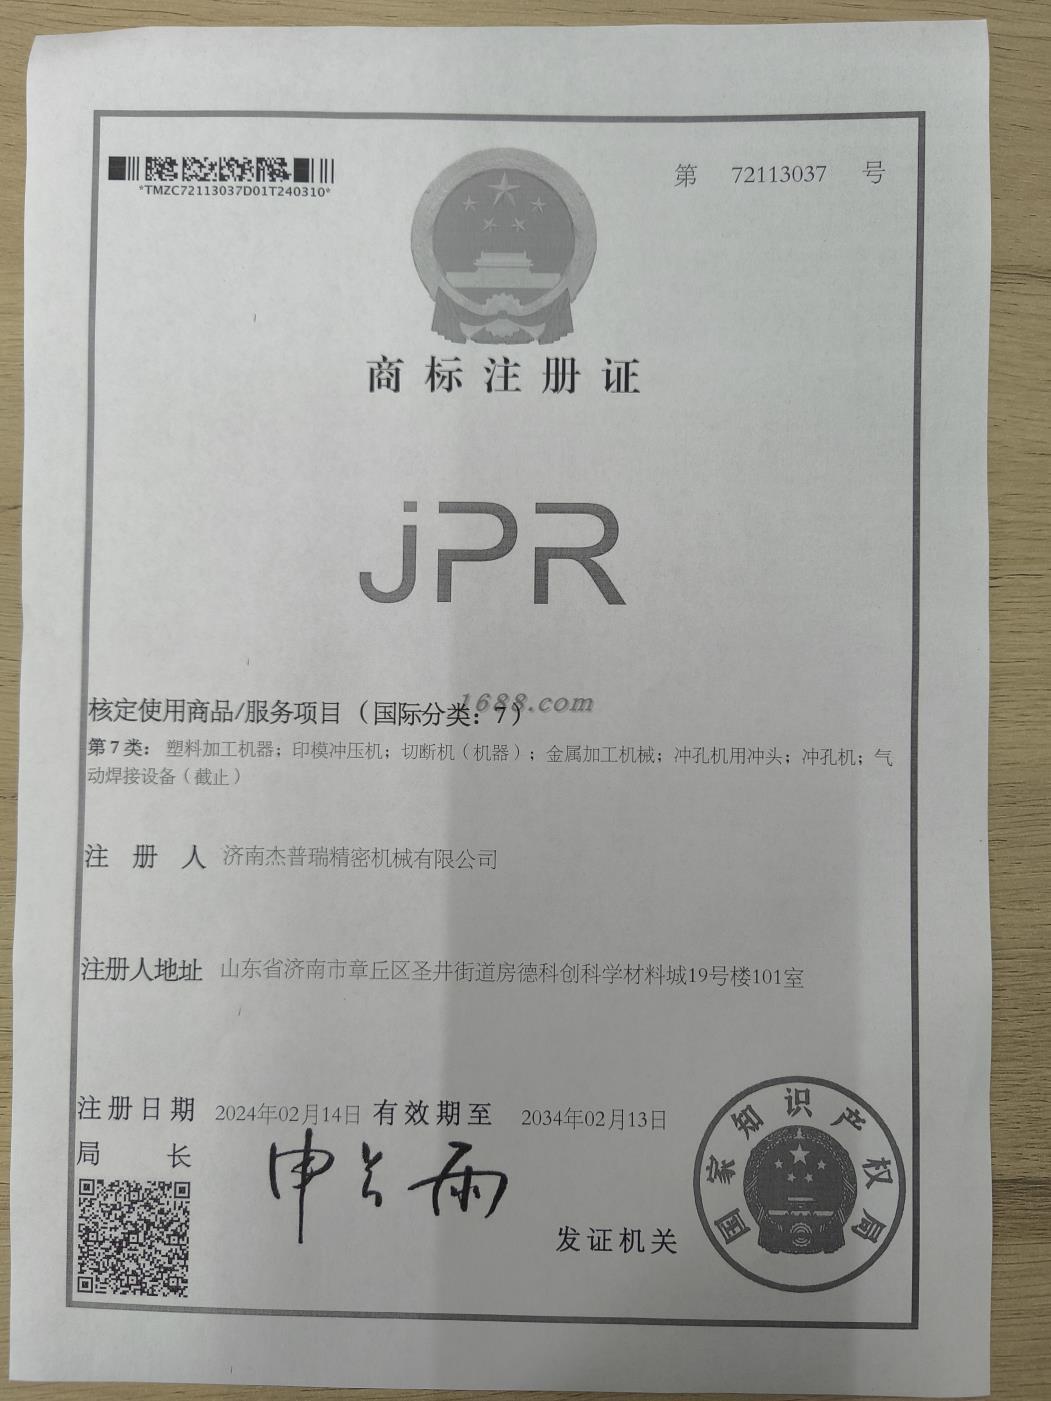 *TMZC72113037D01T240310*
第 72113037 号
商标注册证
jPR
1688.com
核定使用商品/服务项目（国际分类：7）
第7类：塑料加工机器；印模冲压机；切断机（机器）；金属加工机械；冲孔机用冲头；冲孔机；气
动焊接设备（截止）
注册人 济南杰普瑞精密机械有限公司
注册人地址 山东省济南市章丘区圣井街道房德科创科学材料城19号楼101室
注册日期 2024年02月14日 有效期至 2034年02月13日
局长 申长雨
发证机关
国家知识产权局